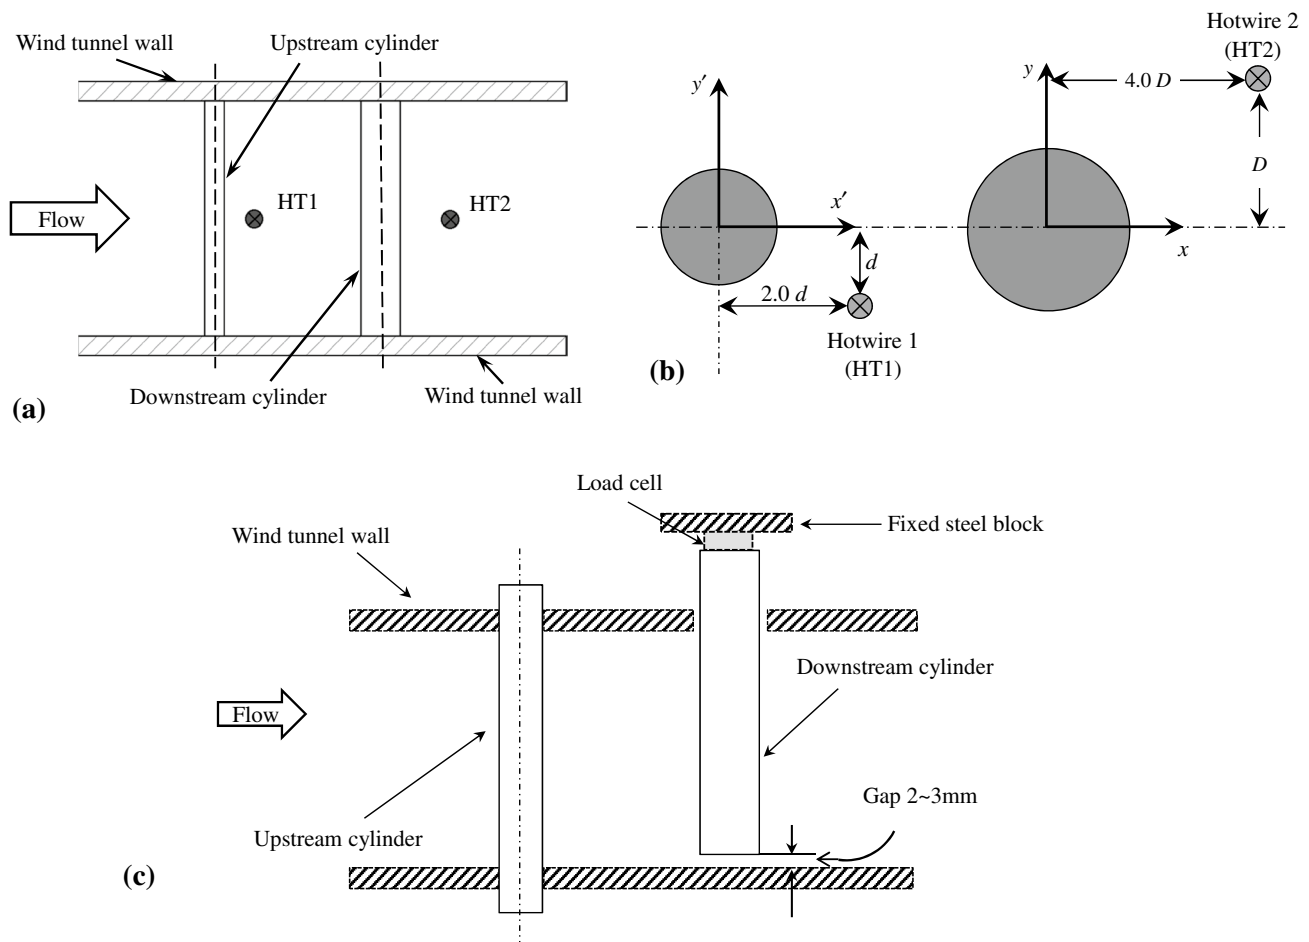 Wind tunnel wall
Upstream cylinder
HT1
HT2
Flow
Downstream cylinder
Wind tunnel wall
(a)
Hotwire 2
(HT2)
y′
y
4.0 D
D
x′
x
d
2.0 d
Hotwire 1
(HT1)
(b)
Load cell
Fixed steel block
Wind tunnel wall
Downstream cylinder
Flow
Gap 2~3mm
Upstream cylinder
(c)